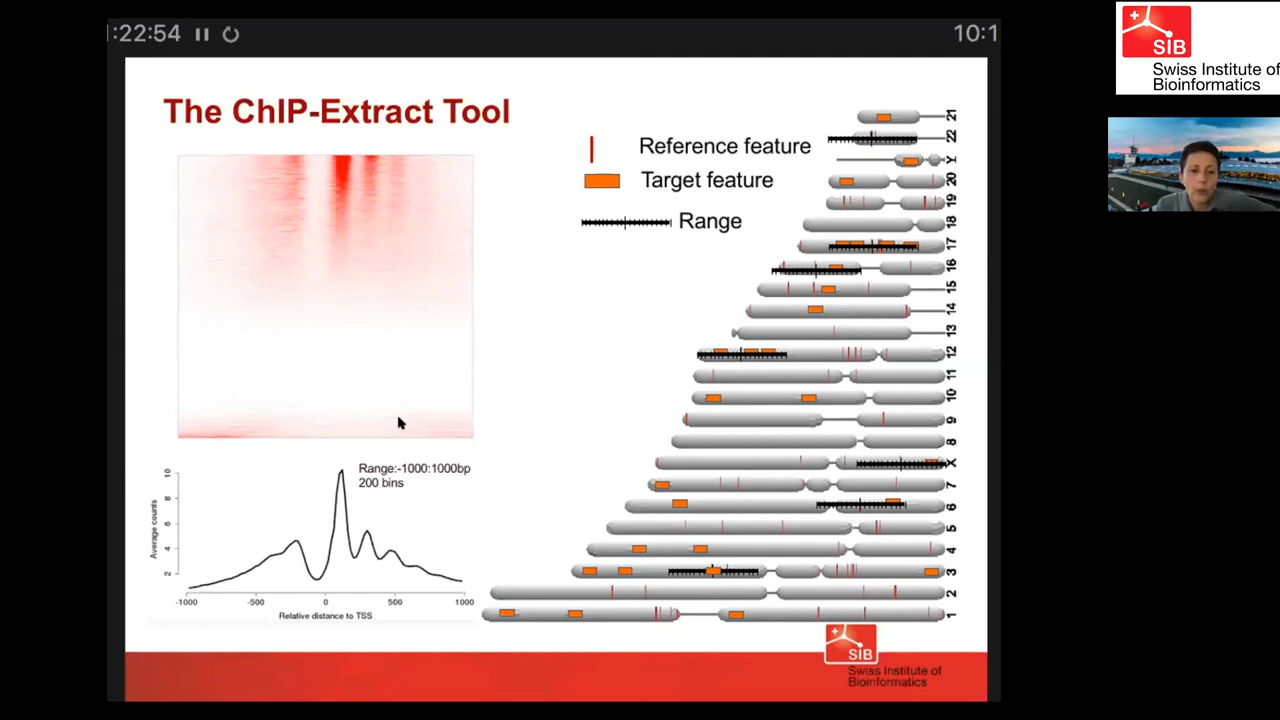 :22:54
10:1
SIB
Swiss Institute of
Bioinformatics
The ChIP-Extract Tool
Reference feature
Target feature
Range
21
22
Y
20
19
18
17
16
15
14
13
12
11
10
9
8
X
7
6
5
4
3
2
1
Range:-1000:1000bp
200 bins
Average counts
10
8
6
4
2
-1000
-500
0
500
1000
Relative distance to TSS
SIB
Swiss Institute of
Bioinformatics